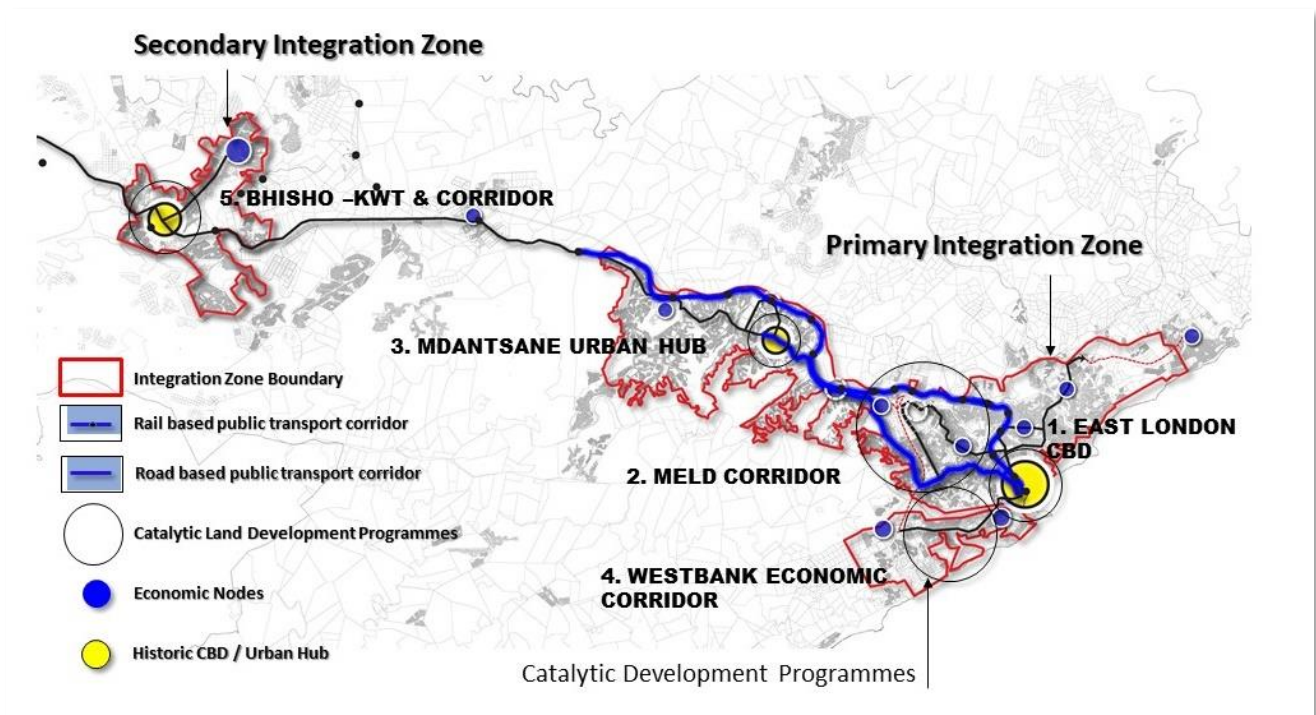 Secondary Integration Zone
5. BHISHO –KWT & CORRIDOR
Primary Integration Zone
3. MDANTSANE URBAN HUB
1. EAST LONDON
CBD
2. MELD CORRIDOR
4. WESTBANK ECONOMIC
CORRIDOR
Integration Zone Boundary
Rail based public transport corridor
Road based public transport corridor
Catalytic Land Development Programmes
Economic Nodes
Historic CBD / Urban Hub
Catalytic Development Programmes